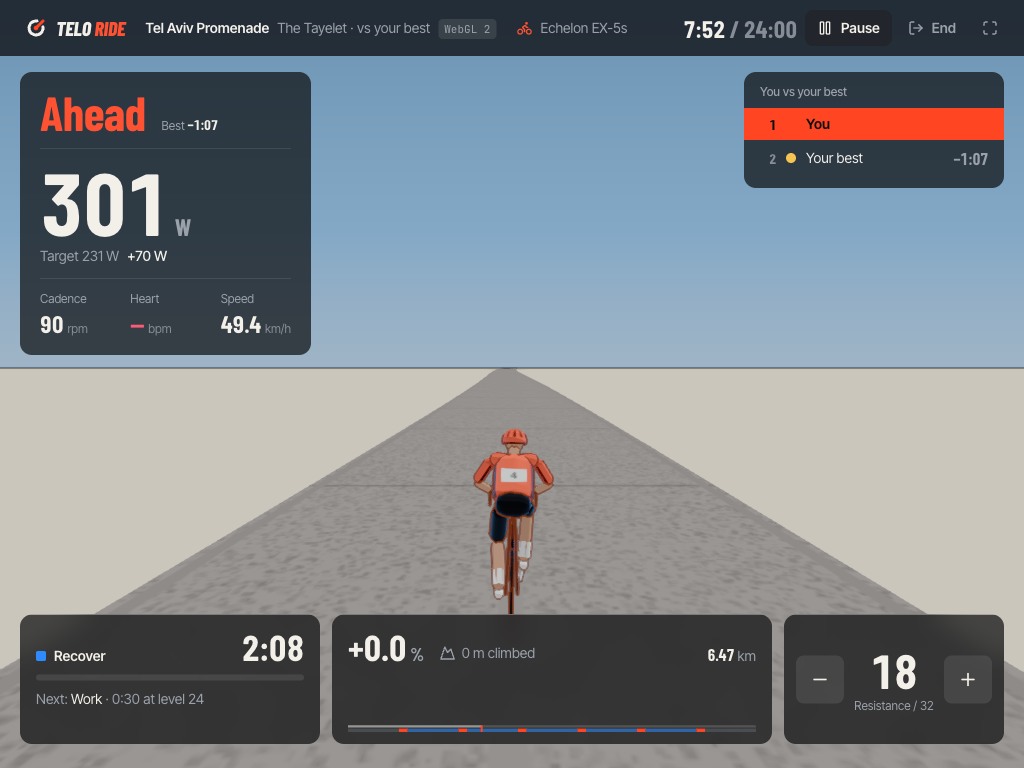 TELO RIDE Tel Aviv Promenade The Tayelet · vs your best WebGL 2 Echelon EX-5s 7:52 / 24:00 Pause End
Ahead Best −1:07
301 W
Target 231 W +70 W
Cadence Heart Speed
90 rpm – bpm 49.4 km/h
You vs your best
1 You
2 Your best −1:07
4
Recover 2:08
Next: Work · 0:30 at level 24
+0.0 % 0 m climbed 6.47 km
− 18 +
Resistance / 32